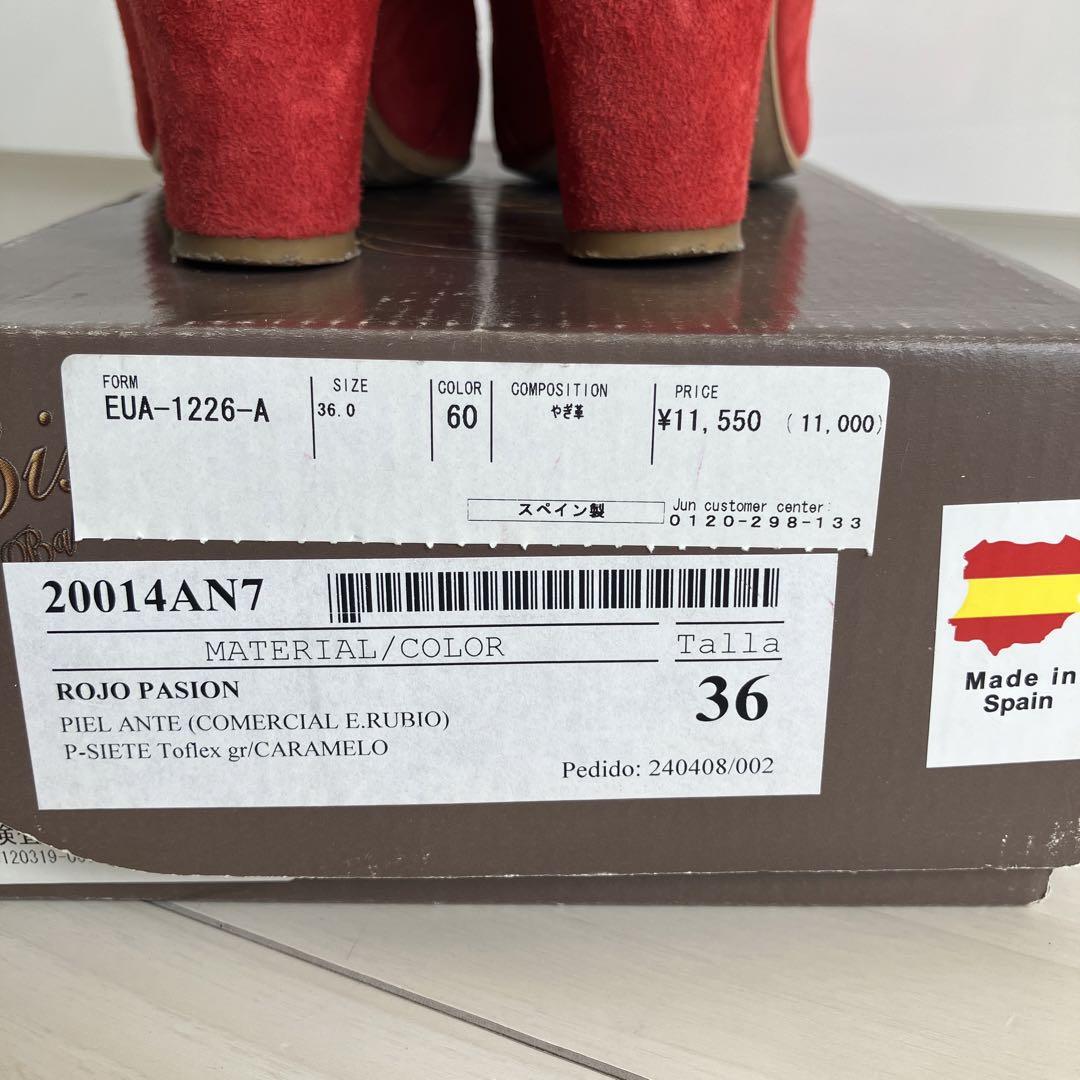 FORM SIZE COLOR COMPOSITION PRICE
EUA-1226-A 36.0 60 やぎ革 ¥11,550 (11,000)
スペイン製 Jun customer center:
0120-298-133
20014AN7
MATERIAL/COLOR Talla
ROJO PASION 36
PIEL ANTE (COMERCIAL E.RUBIO)
P-SIETE Toflex gr/CARAMELO
Pedido: 240408/002
Made in
Spain